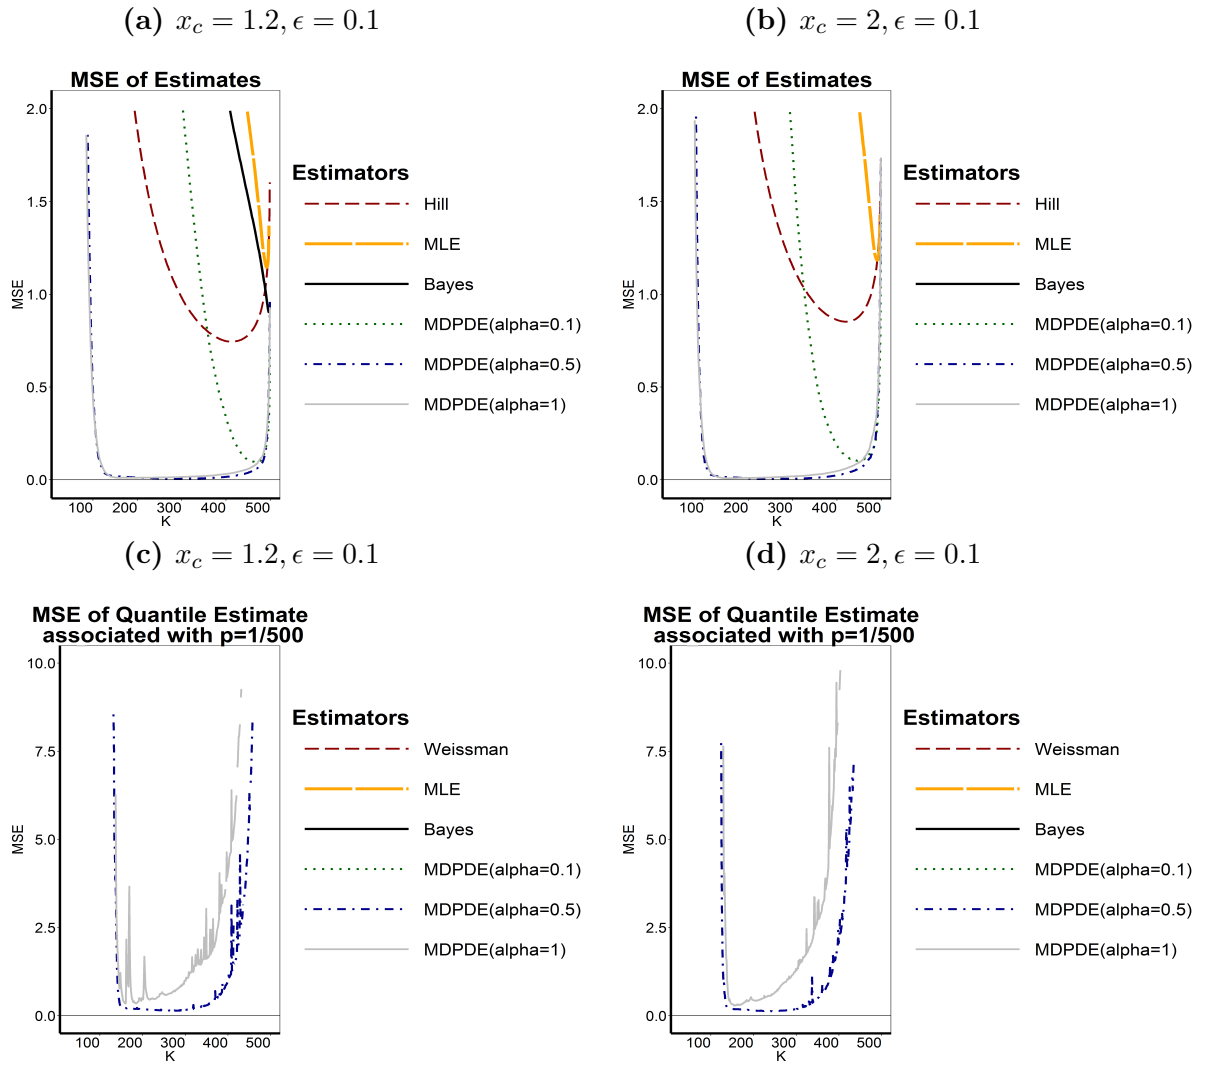 (a) x_c = 1.2, ϵ = 0.1
MSE of Estimates
2.0
1.5
1.0
0.5
0.0
MSE
100 200 300 400 500
K
Estimators
Hill
MLE
Bayes
MDPDE(alpha=0.1)
MDPDE(alpha=0.5)
MDPDE(alpha=1)
(b) x_c = 2, ϵ = 0.1
MSE of Estimates
2.0
1.5
1.0
0.5
0.0
MSE
100 200 300 400 500
K
Estimators
Hill
MLE
Bayes
MDPDE(alpha=0.1)
MDPDE(alpha=0.5)
MDPDE(alpha=1)
(c) x_c = 1.2, ϵ = 0.1
MSE of Quantile Estimate
associated with p=1/500
10.0
7.5
5.0
2.5
0.0
MSE
100 200 300 400 500
K
Estimators
Weissman
MLE
Bayes
MDPDE(alpha=0.1)
MDPDE(alpha=0.5)
MDPDE(alpha=1)
(d) x_c = 2, ϵ = 0.1
MSE of Quantile Estimate
associated with p=1/500
10.0
7.5
5.0
2.5
0.0
MSE
100 200 300 400 500
K
Estimators
Weissman
MLE
Bayes
MDPDE(alpha=0.1)
MDPDE(alpha=0.5)
MDPDE(alpha=1)